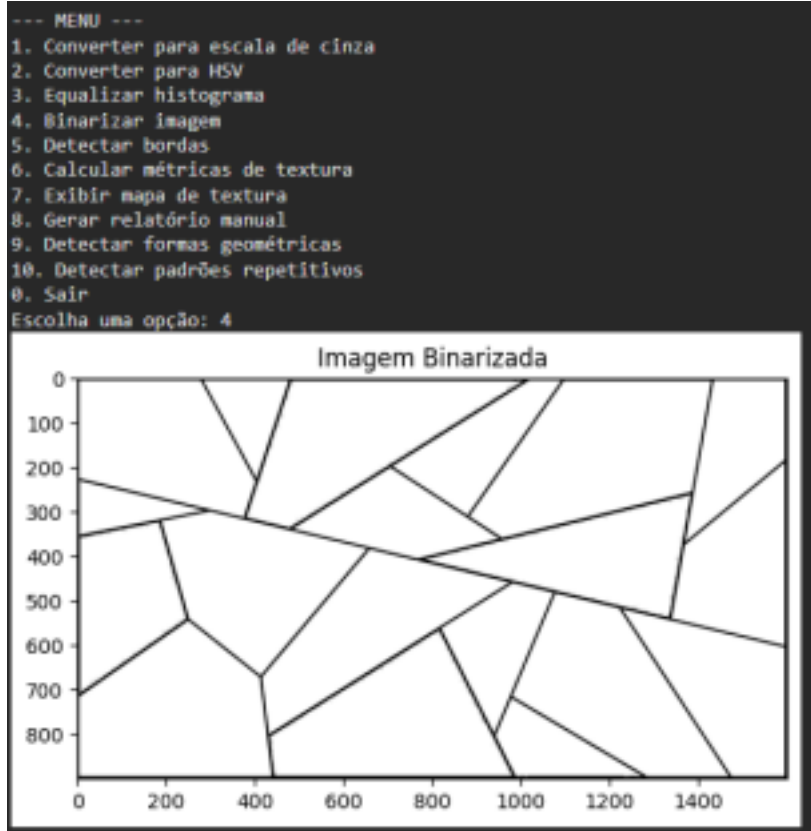 --- MENU ---
1. Converter para escala de cinza
2. Converter para HSV
3. Equalizar histograma
4. Binarizar imagem
5. Detectar bordas
6. Calcular métricas de textura
7. Exibir mapa de textura
8. Gerar relatório manual
9. Detectar formas geométricas
10. Detectar padrões repetitivos
0. Sair
Escolha uma opção: 4
Imagem Binarizada
0
100
200
300
400
500
600
700
800
0 200 400 600 800 1000 1200 1400